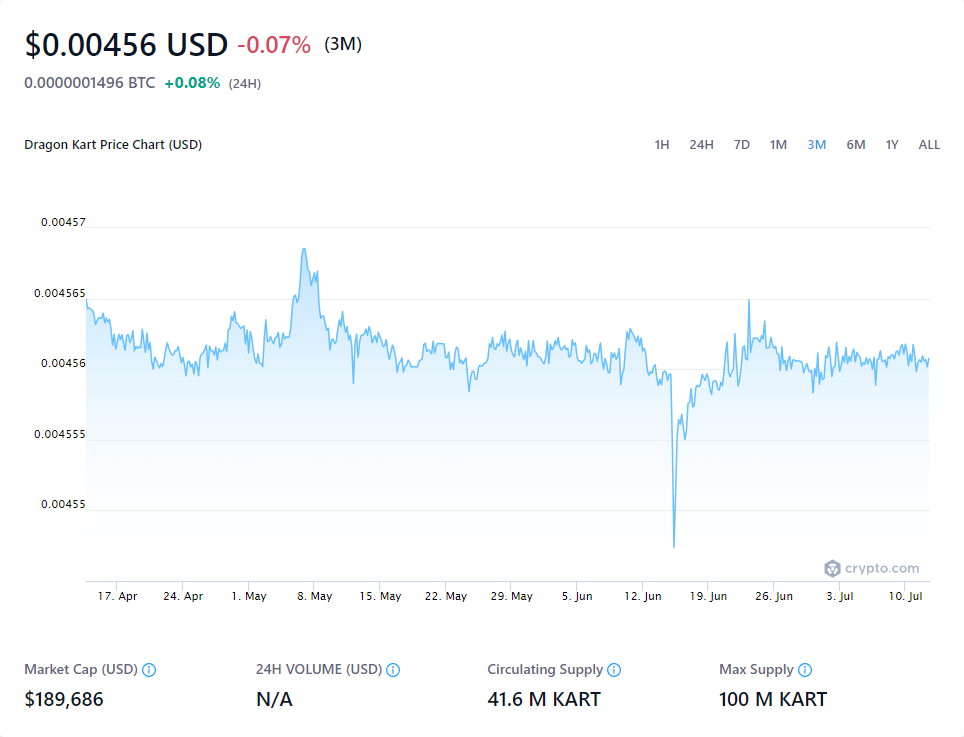 $0.00456 USD -0.07% (3M)
0.0000001496 BTC +0.08% (24H)
Dragon Kart Price Chart (USD) 1H 24H 7D 1M 3M 6M 1Y ALL
0.00457
0.004565
0.00456
0.004555
0.00455
crypto.com
17. Apr 24. Apr 1. May 8. May 15. May 22. May 29. May 5. Jun 12. Jun 19. Jun 26. Jun 3. Jul 10. Jul
Market Cap (USD) 24H VOLUME (USD) Circulating Supply Max Supply
$189,686 N/A 41.6 M KART 100 M KART